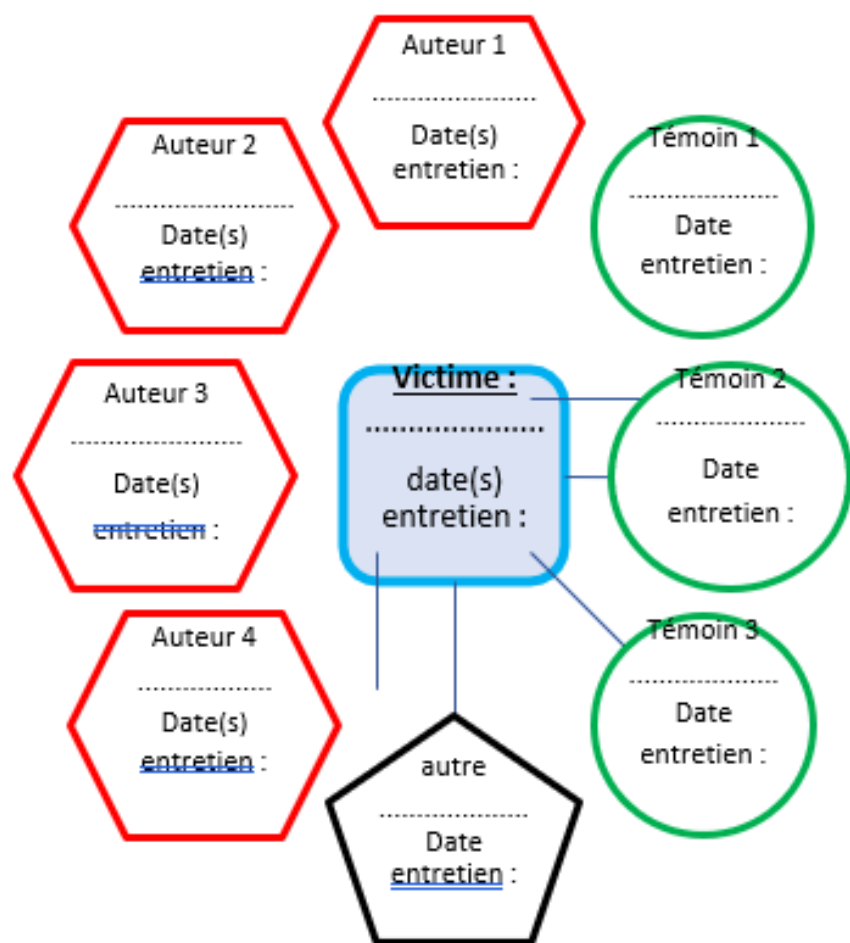 Auteur 1
................................
Date(s)
entretien :
Auteur 2
................................
Date(s)
entretien :
Témoin 1
..........................
Date
entretien :
Auteur 3
................................
Date(s)
entretien :
Victime :
........................
date(s)
entretien :
Témoin 2
..........................
Date
entretien :
Auteur 4
........................
Date(s)
entretien :
autre
..........................
Date
entretien :
Témoin 3
..........................
Date
entretien :